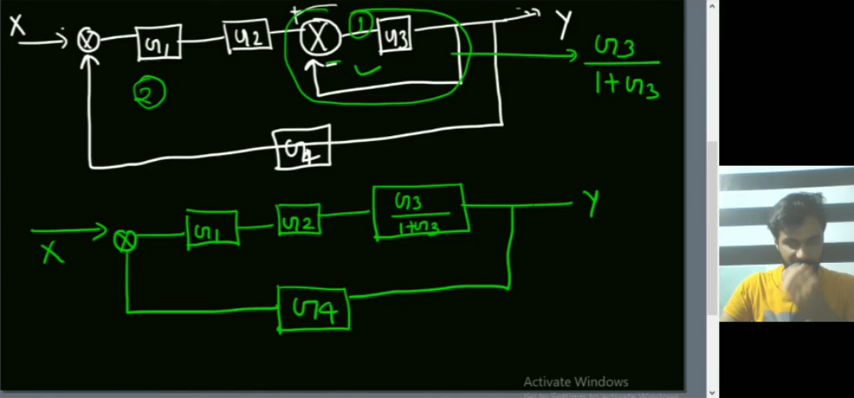 X
G1
G2
+
X
①
G3
Y
-
G3
1+G3
②
G4
X
G1
G2
G3
1+G3
Y
G4
Activate Windows